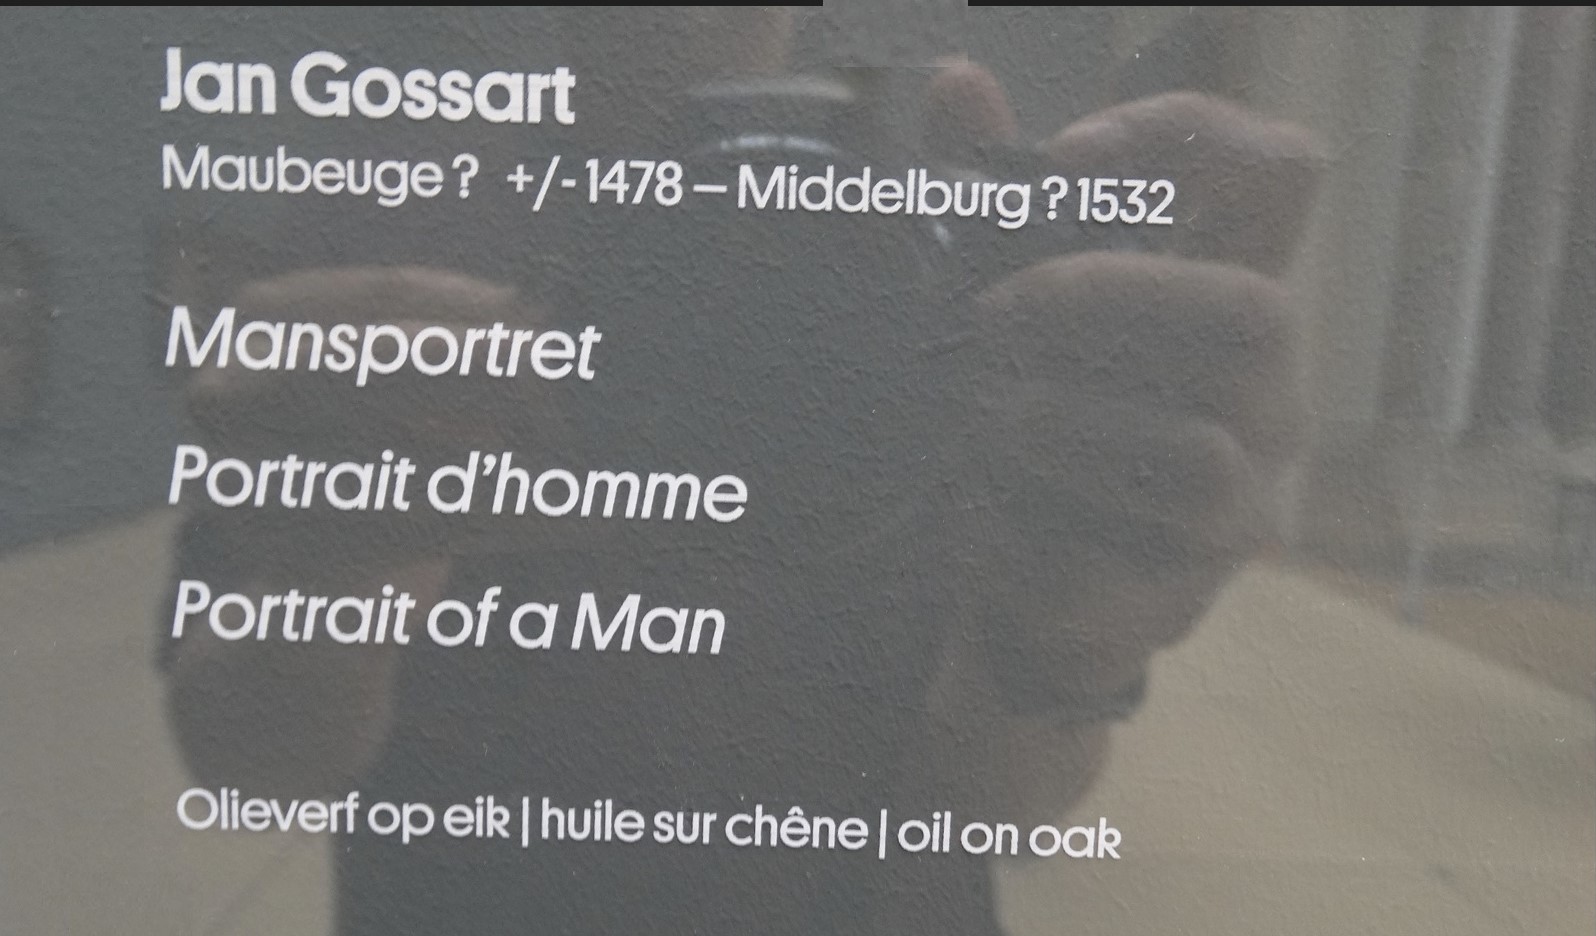 Jan Gossart
Maubeuge ? +/- 1478 – Middelburg ? 1532
Mansportret
Portrait d’homme
Portrait of a Man
Olieverf op eik | huile sur chêne | oil on oak